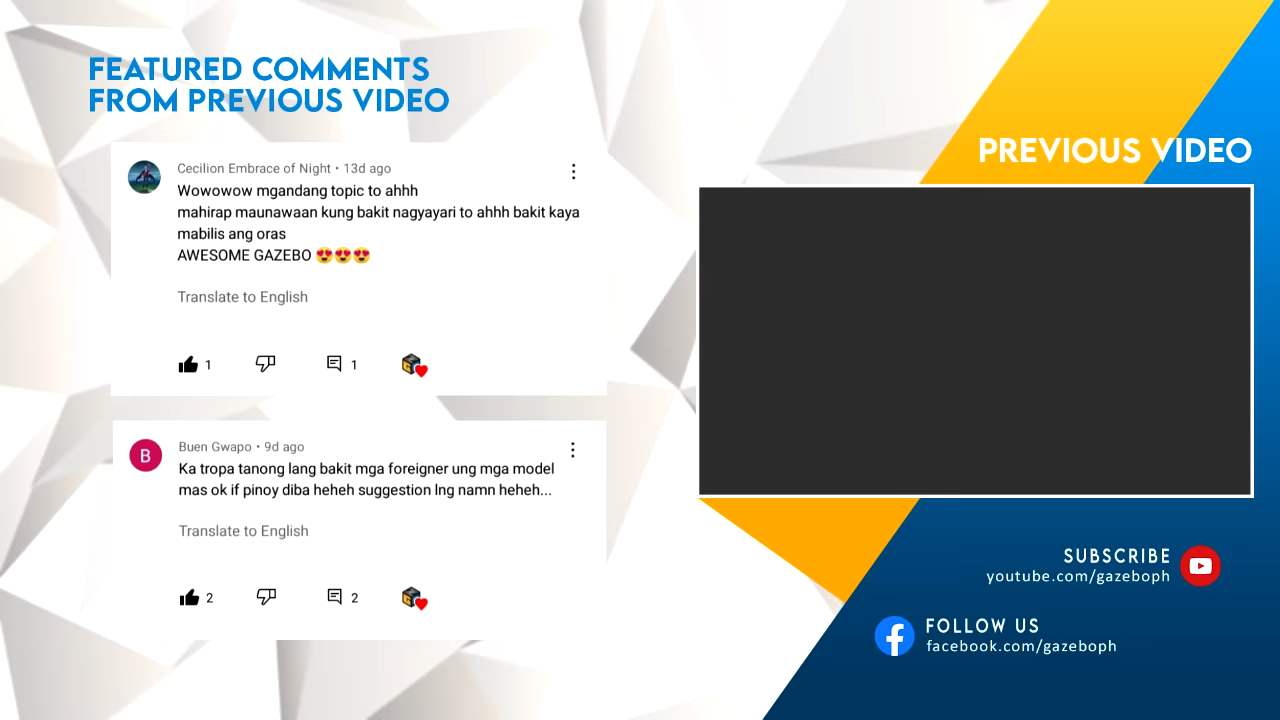 FEATURED COMMENTS
FROM PREVIOUS VIDEO
Cecilion Embrace of Night • 13d ago
Wowowow mgandang topic to ahhh
mahirap maunawaan kung bakit nagyayari to ahhh bakit kaya
mabilis ang oras
AWESOME GAZEBO 😍😍😍
Translate to English
1
1
B
Buen Gwapo • 9d ago
Ka tropa tanong lang bakit mga foreigner ung mga model
mas ok if pinoy diba heheh suggestion lng namn heheh...
Translate to English
2
2
PREVIOUS VIDEO
SUBSCRIBE
youtube.com/gazeboph
FOLLOW US
facebook.com/gazeboph